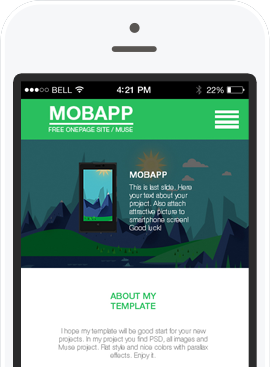 BELL 4:21 PM 22%
MOBAPP
FREE ONEPAGE SITE / MUSE
MOBAPP
This is last slide. Here
your text about your
project. Also attach
attractive picture to
smartphone screen!
Good luck!
ABOUT MY
TEMPLATE
I hope my template will be good start for your new
projects. In my project you find PSD, all images and
Muse project. Flat style and nice colors with parallax
effects. Enjoy it.